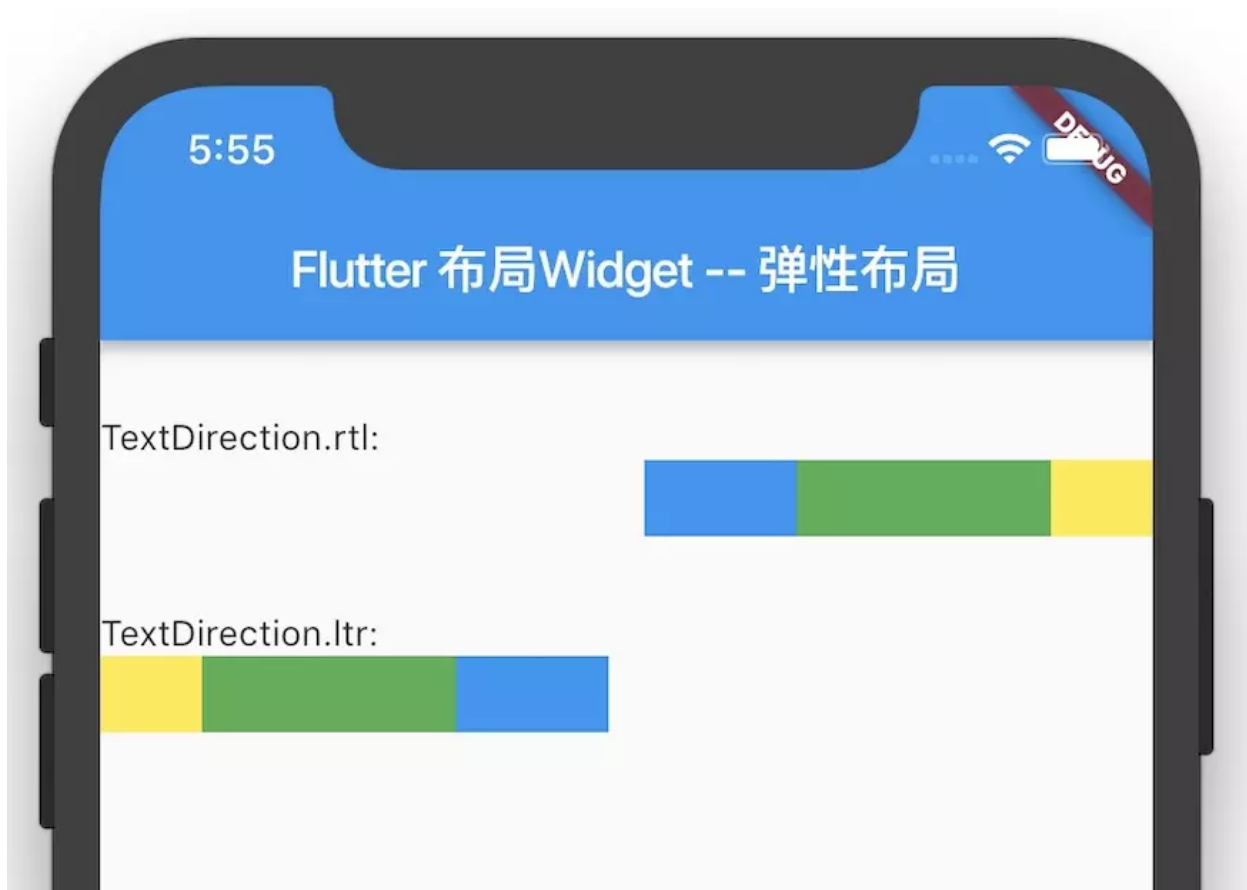 5:55
DEBUG
Flutter 布局Widget -- 弹性布局
TextDirection.rtl:
TextDirection.ltr: